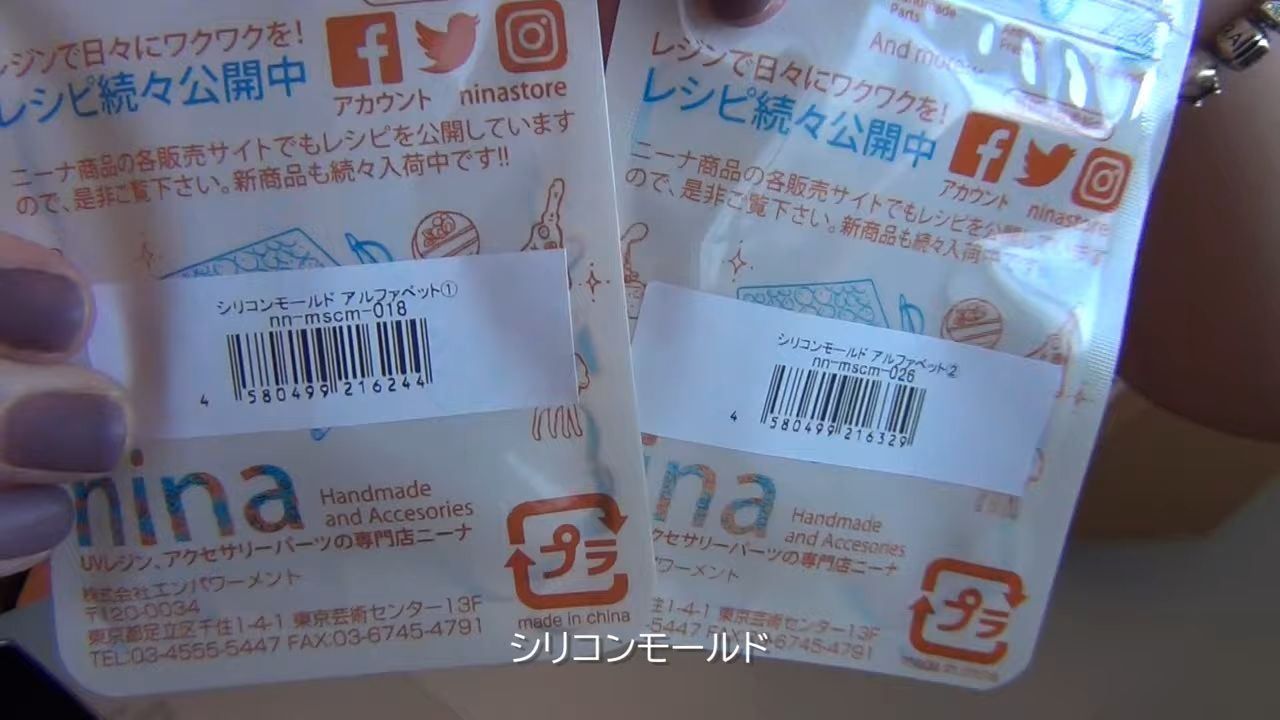 レジンで日々にワクワクを!
レシピ続々公開中
アカウント
ninastore
ニーナ商品の各販売サイトでもレシピを公開しています
ので、是非ご覧下さい。新商品も続々入荷中です!!
シリコンモールド アルファベット①
nn-mscm-018
4 580499 216244
nina
Handmade
and Accesories
UVレジン、アクセサリーパーツの専門店ニーナ
株式会社エンパワーメント
〒120-0034
東京都足立区千住1-4-1 東京芸術センター13F
TEL:03-4555-5447 FAX:03-6745-4791
プラ
made in china
Parts
レジンで日々にワクワクを!
レシピ続々公開中
アカウント
ninastore
ニーナ商品の各販売サイトでもレシピを公開しています
ので、是非ご覧下さい。新商品も続々入荷中です
シリコンモールド アルファベット②
nn-mscm-026
4 580499 216329
ina
Handmade
and Accesories
クセサリーパーツの専門店ニーナ
パワーメント
住1-4-1 東京芸術センター13F
-5447 FAX:03-6745-4791
プラ
made in china
シリコンモールド